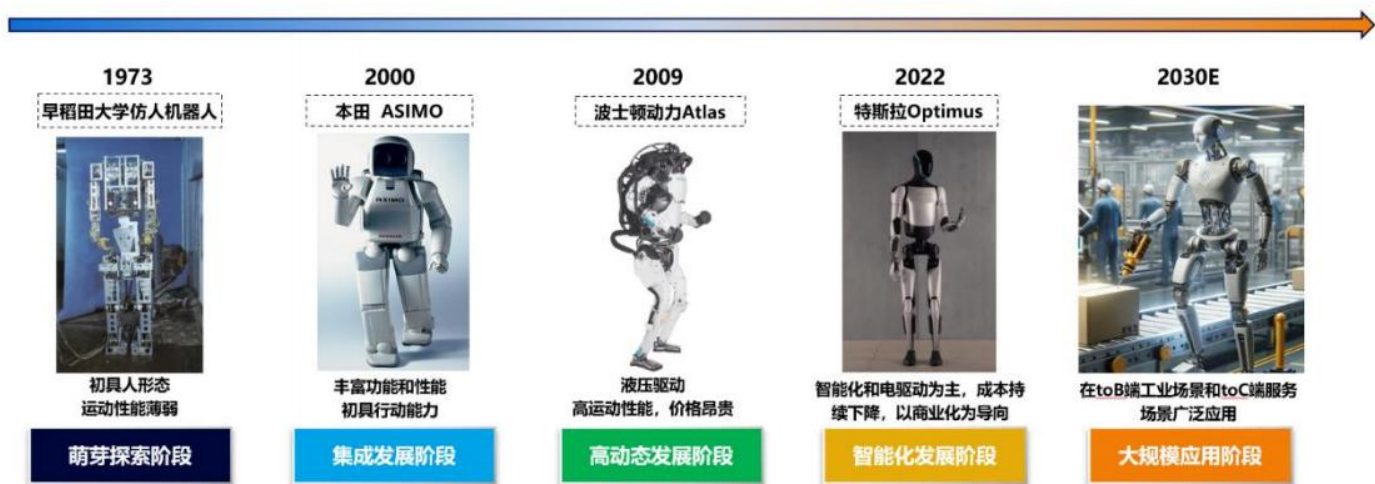 1973
早稻田大学仿人机器人
初具人形态
运动性能薄弱
萌芽探索阶段
2000
本田 ASIMO
ASIMO
丰富功能和性能
初具行动能力
集成发展阶段
2009
波士顿动力Atlas
液压驱动
高运动性能，价格昂贵
高动态发展阶段
2022
特斯拉Optimus
智能化和电驱动为主，成本持
续下降，以商业化为导向
智能化发展阶段
2030E
在toB端工业场景和toC端服务
场景广泛应用
大规模应用阶段